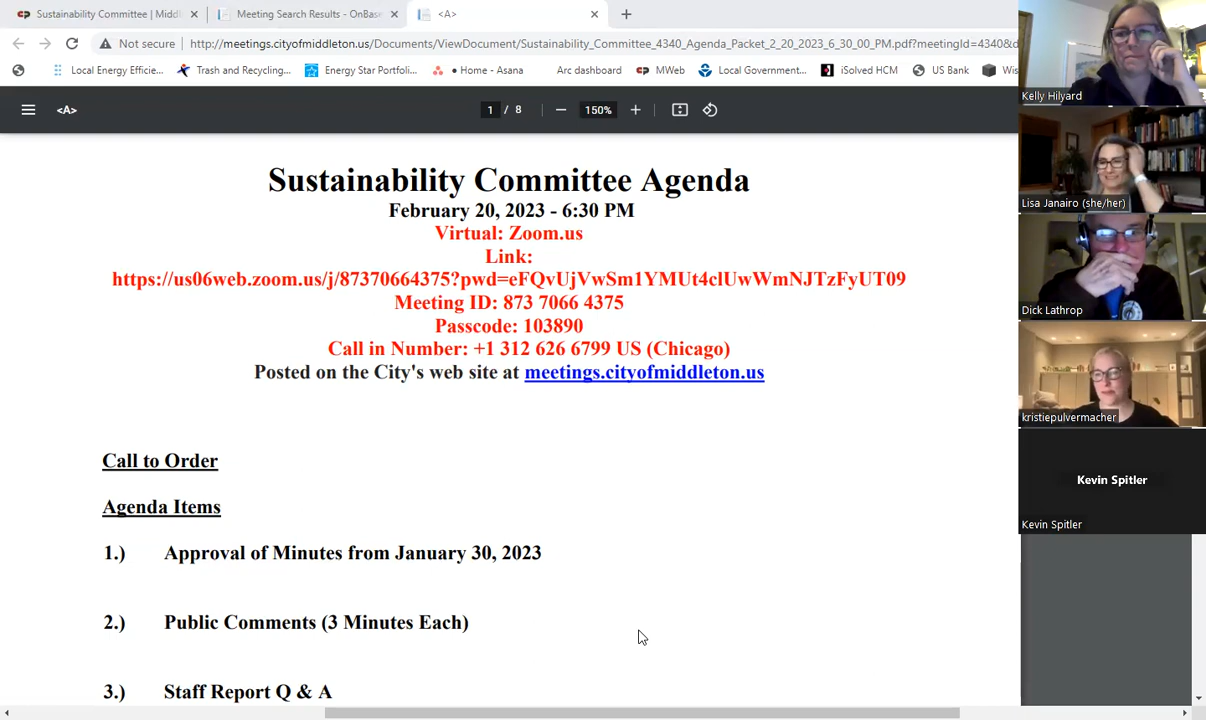 Sustainability Committee | Middl
Meeting Search Results - OnBase
<A>
Not secure
http://meetings.cityofmiddleton.us/Documents/ViewDocument/Sustainability_Committee_4340_Agenda_Packet_2_20_2023_6_30_00_PM.pdf?meetingId=4340&d
Local Energy Efficie...
Trash and Recycling...
Energy Star Portfoli...
• Home - Asana
Arc dashboard
MWeb
Local Government...
iSolved HCM
US Bank
Wis
<A>
1 / 8
150%
Sustainability Committee Agenda
February 20, 2023 - 6:30 PM
Virtual: Zoom.us
Link:
https://us06web.zoom.us/j/87370664375?pwd=eFQvUjVwSm1YMUt4clUwWmNJTzFyUT09
Meeting ID: 873 7066 4375
Passcode: 103890
Call in Number: +1 312 626 6799 US (Chicago)
Posted on the City's web site at meetings.cityofmiddleton.us
Call to Order
Agenda Items
1.) Approval of Minutes from January 30, 2023
2.) Public Comments (3 Minutes Each)
3.) Staff Report Q & A
Kelly Hilyard
Lisa Janairo (she/her)
Dick Lathrop
kristiepulvermacher
Kevin Spitler
Kevin Spitler